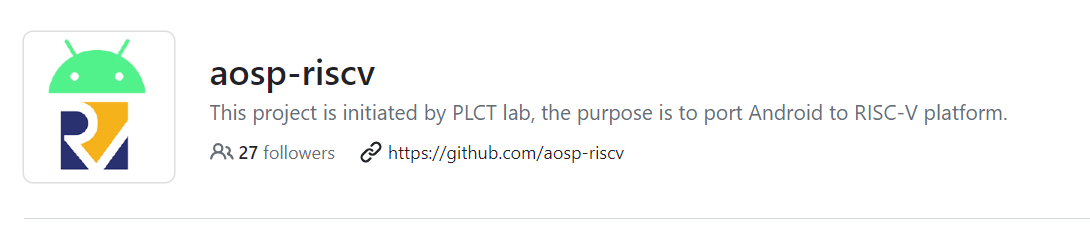 aosp-riscv
This project is initiated by PLCT lab, the purpose is to port Android to RISC-V platform.
27 followers https://github.com/aosp-riscv